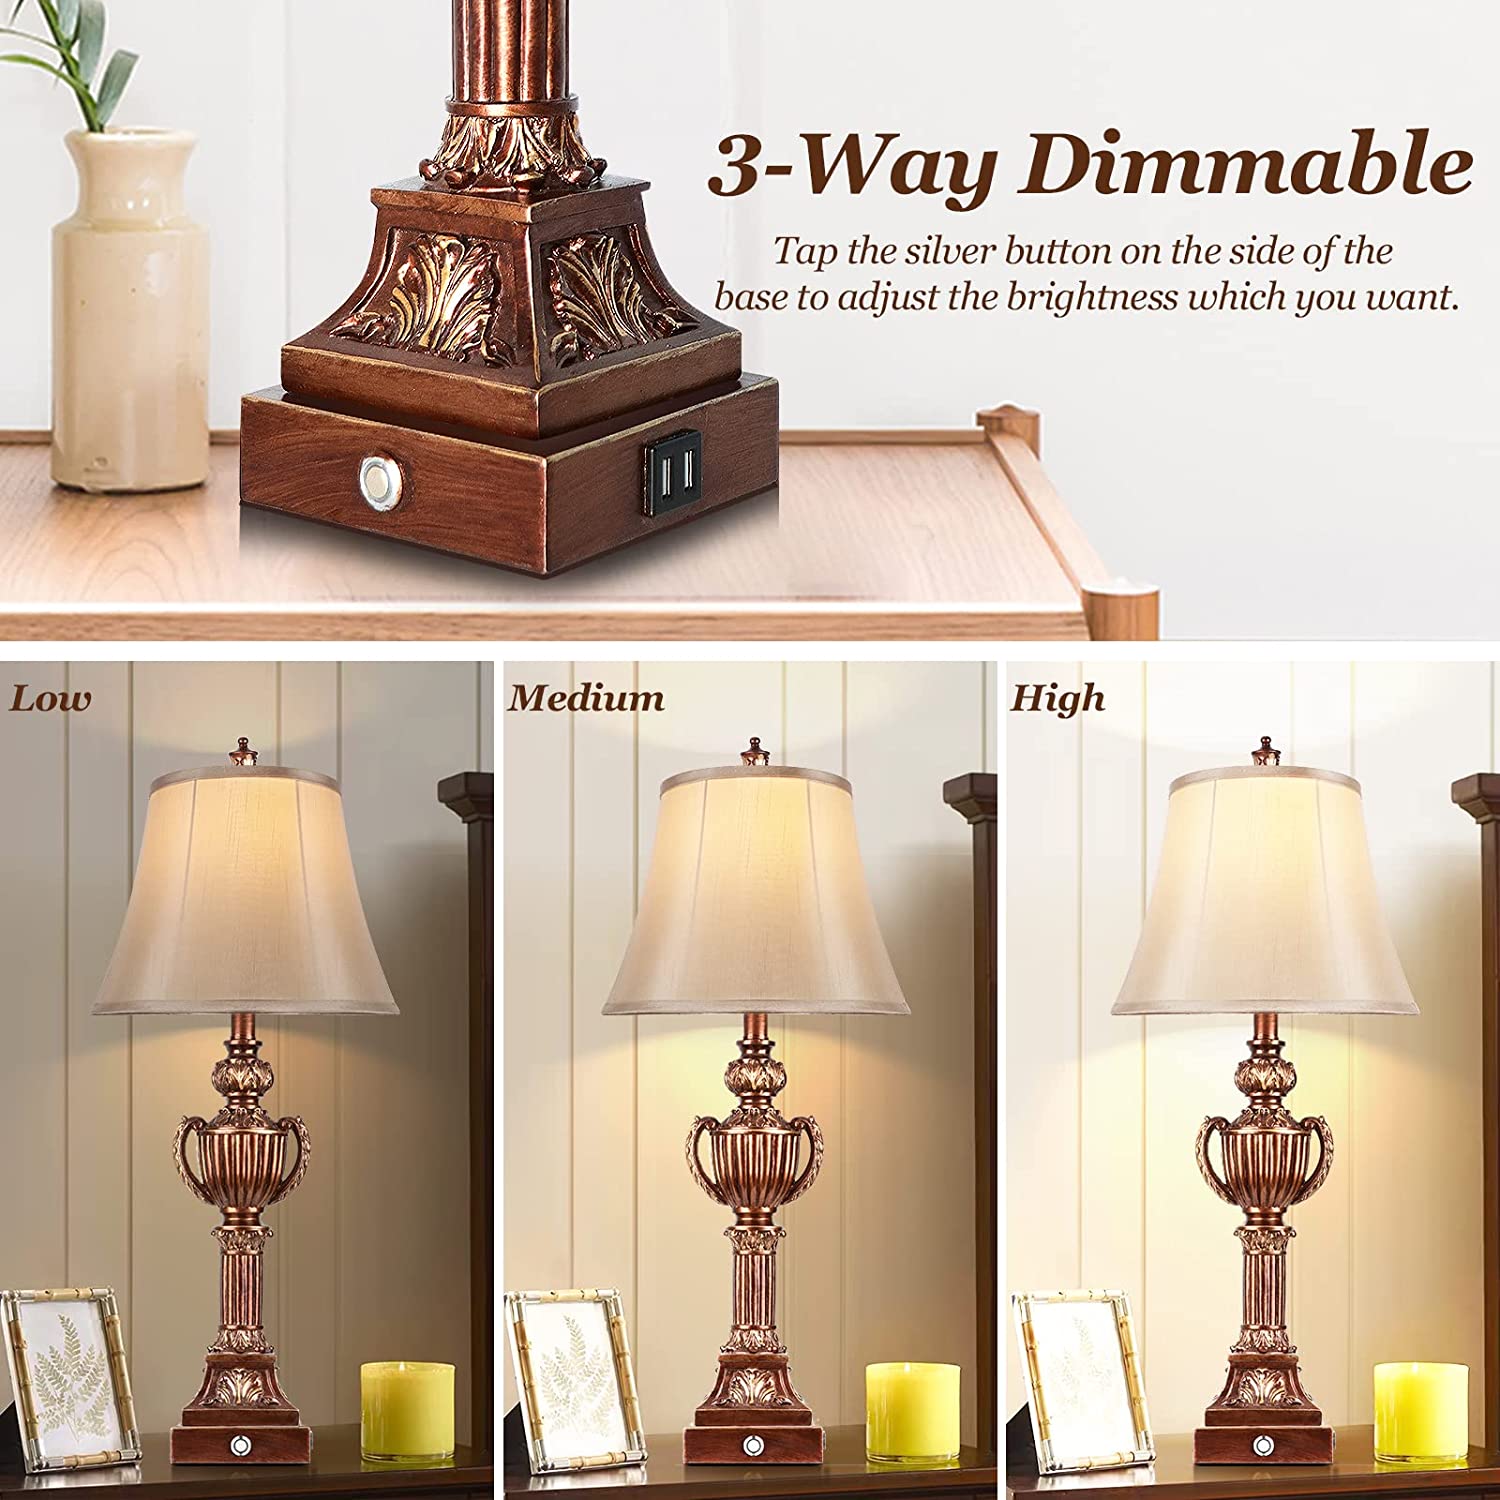 3-Way Dimmable
Tap the silver button on the side of the
base to adjust the brightness which you want.
Low
Medium
High